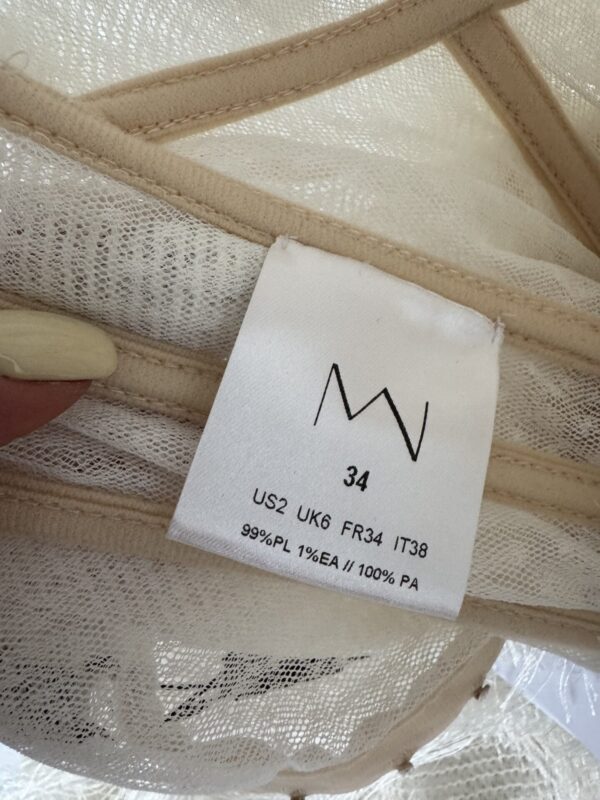 34
US2 UK6 FR34 IT38
99%PL 1%EA // 100% PA